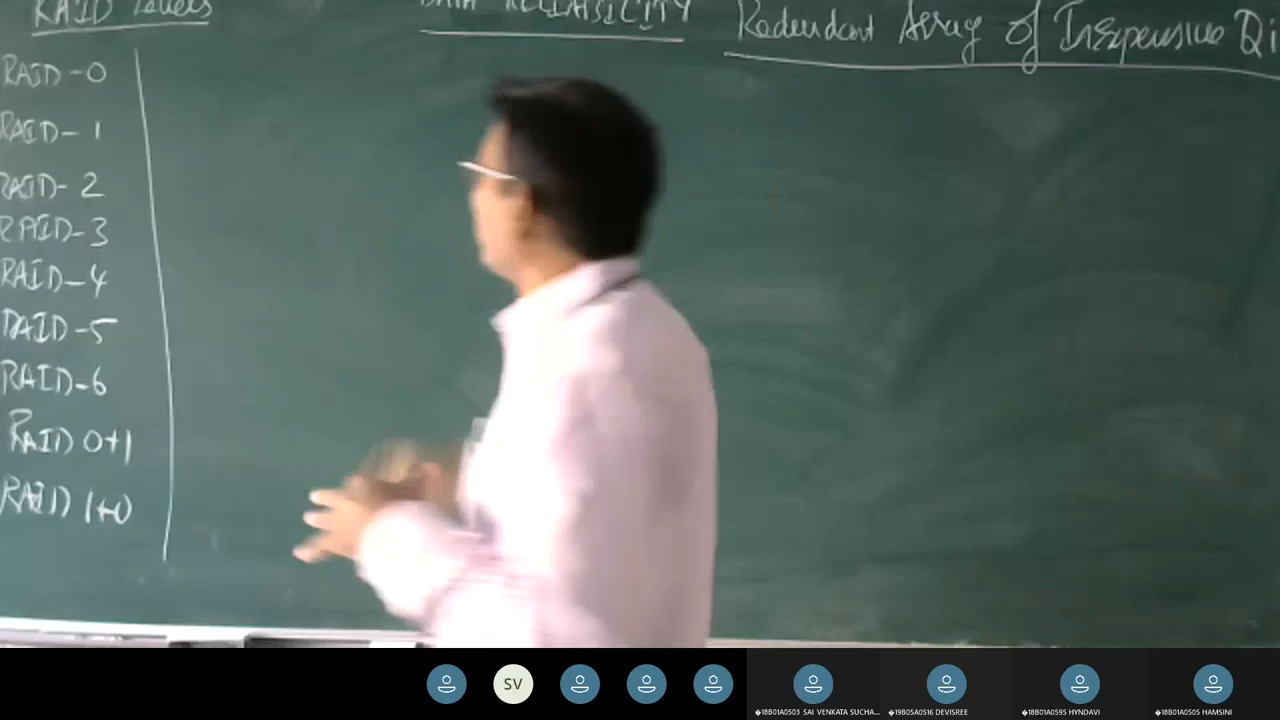 RAID levels
DATA RELIABILITY
Redundant Array of Inexpensive Di
RAID-0
RAID-1
RAID-2
RAID-3
RAID-4
RAID-5
RAID-6
RAID 0+1
RAID 1+0
SV
�18B01A0503 SAI VENKATA SUCHA...
�19B05A0516 DEVISREE
�18B01A0595 HYNDAVI
�18B01A0505 HAMSINI